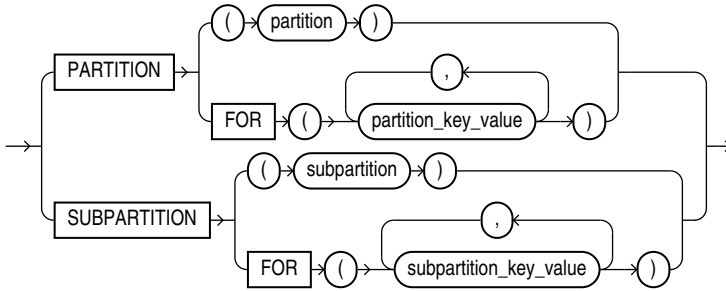 ( partition )
PARTITION
,
FOR ( partition_key_value )
( subpartition )
SUBPARTITION
,
FOR ( subpartition_key_value )